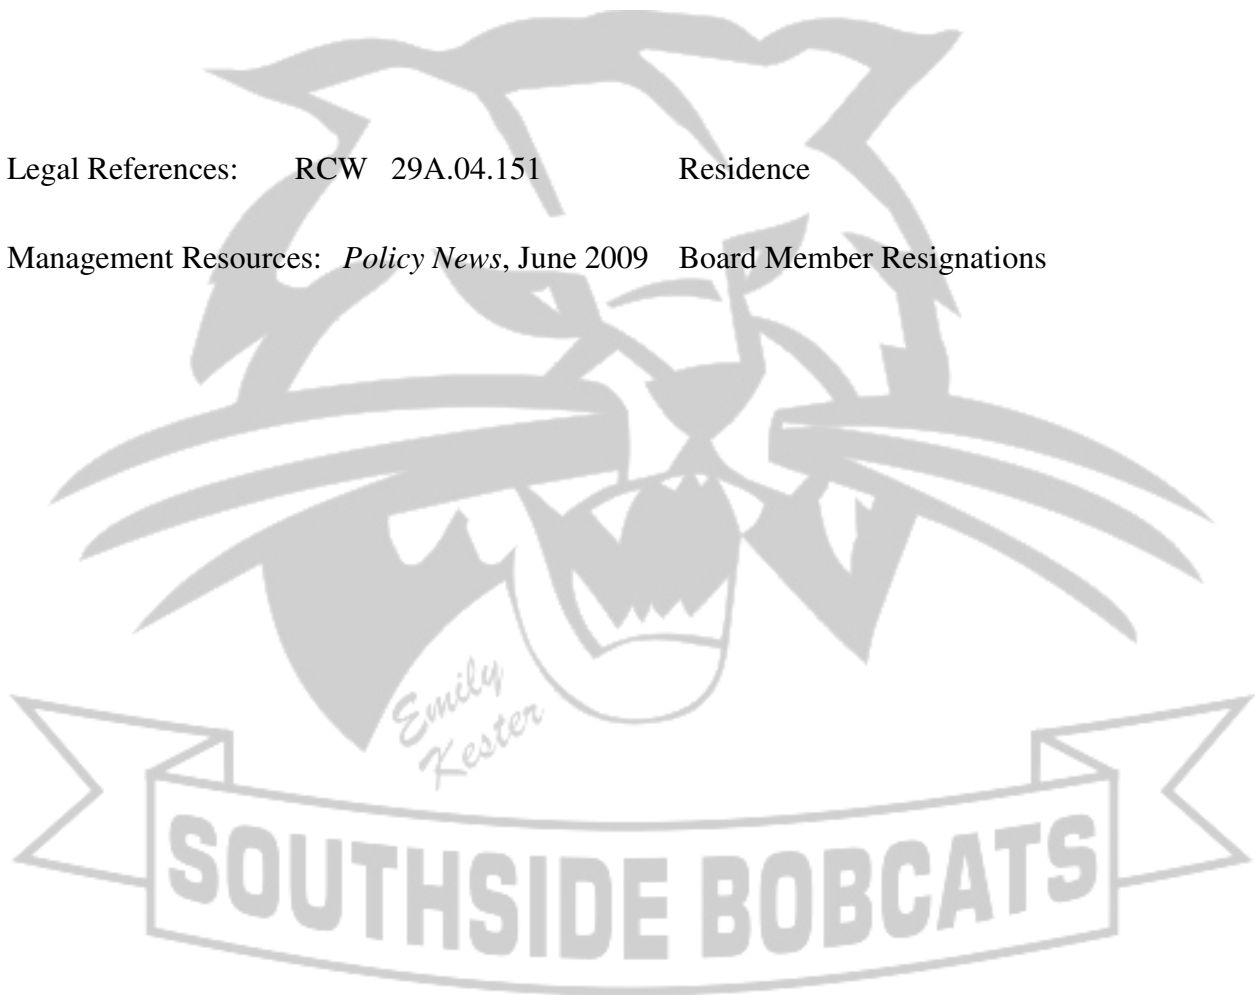 Legal References: RCW 29A.04.151 Residence
Management Resources: Policy News, June 2009 Board Member Resignations
Emily
Kester
SOUTHSIDE BOBCATS